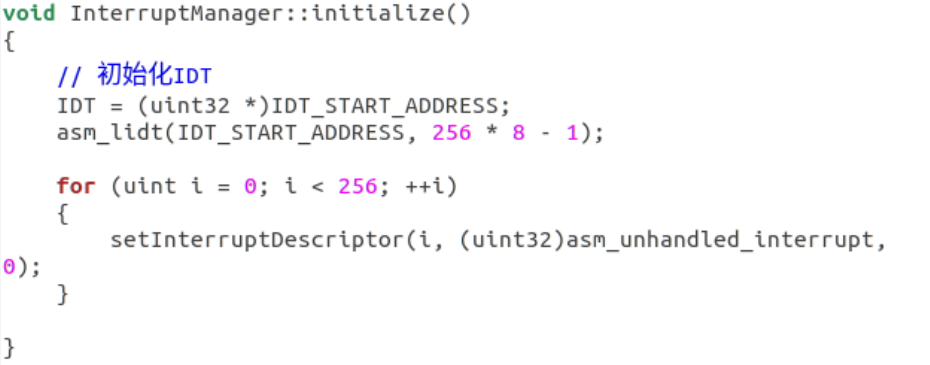 void InterruptManager::initialize()
{
    // 初始化IDT
    IDT = (uint32 *)IDT_START_ADDRESS;
    asm_lidt(IDT_START_ADDRESS, 256 * 8 - 1);

    for (uint i = 0; i < 256; ++i)
    {
        setInterruptDescriptor(i, (uint32)asm_unhandled_interrupt,
0);
    }

}